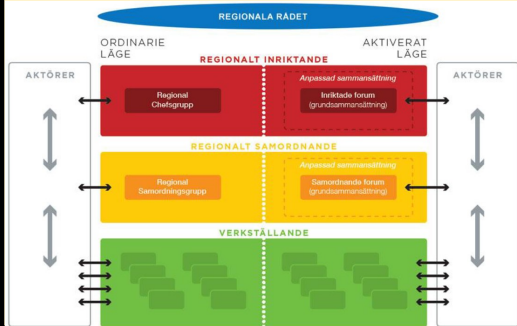 REGIONALA RÅDET
ORDINARIE
LÄGE
AKTIVERAT
LÄGE
REGIONALT INRIKTANDE
AKTÖRER
AKTÖRER
Anpassad sammansättning
Regional
Chefsgrupp
Inriktade forum
(grundsammansättning)
REGIONALT SAMORDNANDE
Anpassad sammansättning
Regional
Samordningsgrupp
Samordnande forum
(grundsammansättning)
VERKSTÄLLANDE